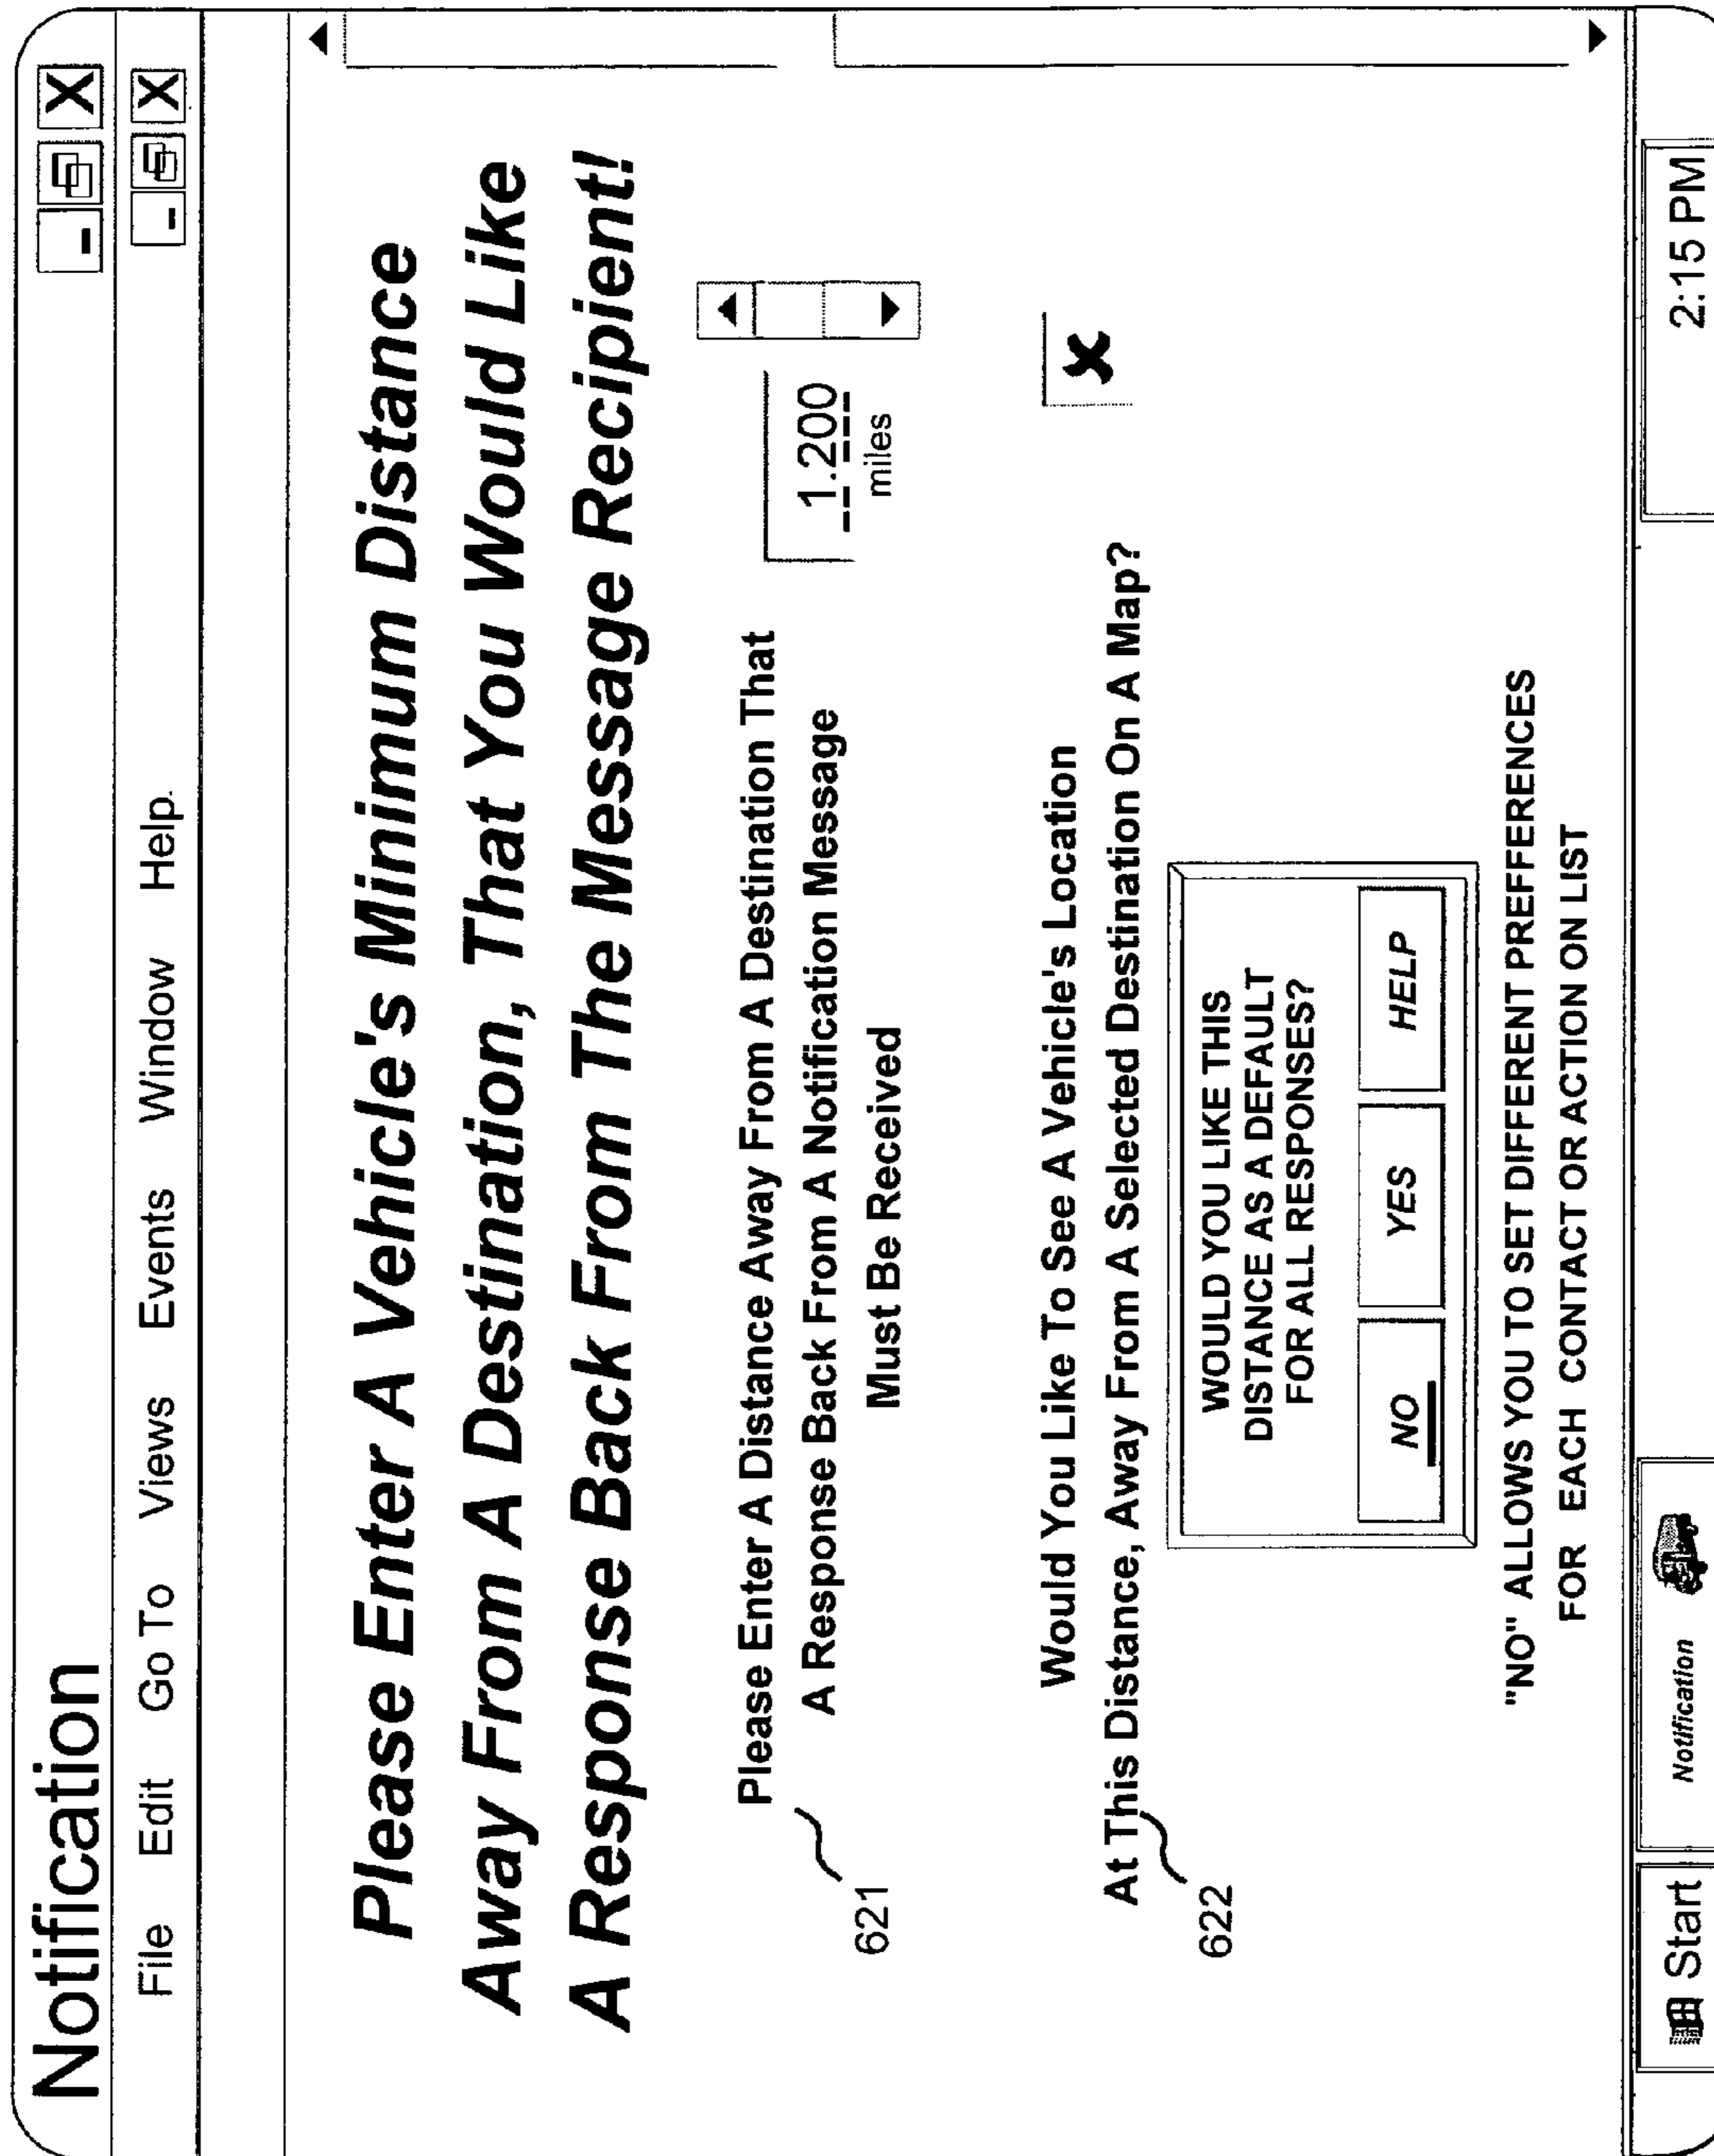 Notification
File Edit Go To Views Events Window Help
Please Enter A Vehicle's Minimum Distance
Away From A Destination, That You Would Like
A Response Back From The Message Recipient!
621
Please Enter A Distance Away From A Destination That
A Response Back From A Notification Message
Must Be Received
1.200
miles
622
Would You Like To See A Vehicle's Location
At This Distance, Away From A Selected Destination On A Map?
WOULD YOU LIKE THIS
DISTANCE AS A DEFAULT
FOR ALL RESPONSES?
NO YES HELP
"NO" ALLOWS YOU TO SET DIFFERENT PREFFERENCES
FOR EACH CONTACT OR ACTION ON LIST
Start Notification 2:15 PM